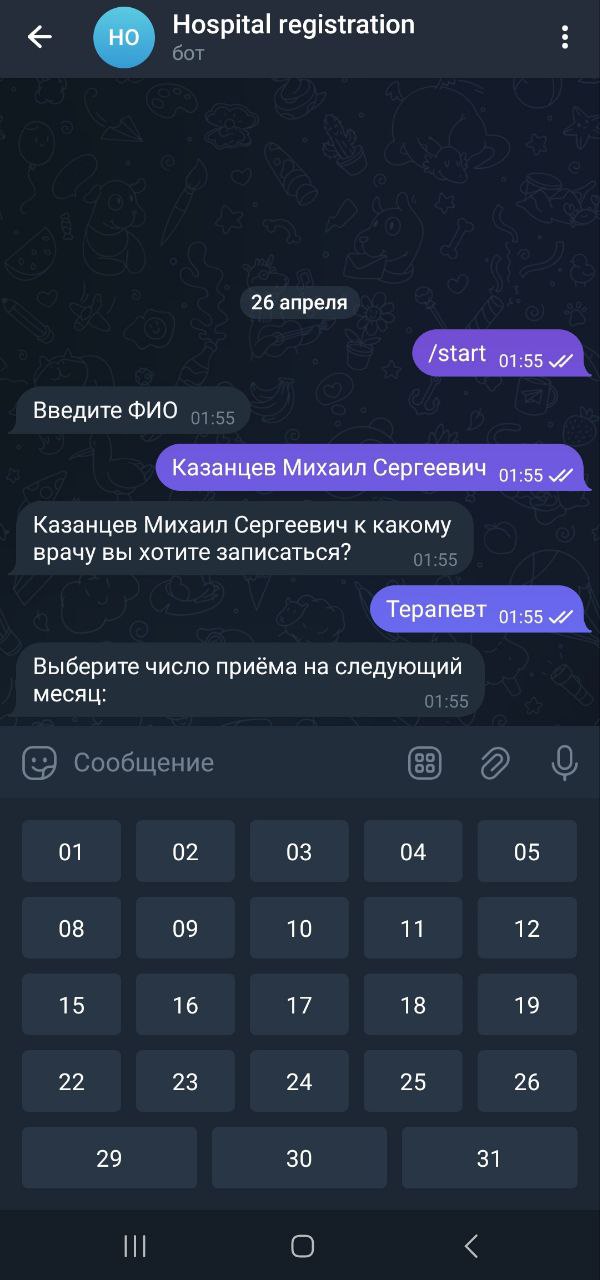 HO
Hospital registration
бот
26 апреля
/start 01:55
Введите ФИО 01:55
Казанцев Михаил Сергеевич 01:55
Казанцев Михаил Сергеевич к какому
врачу вы хотите записаться? 01:55
Терапевт 01:55
Выберите число приёма на следующий
месяц: 01:55
Сообщение
01 02 03 04 05
08 09 10 11 12
15 16 17 18 19
22 23 24 25 26
29 30 31